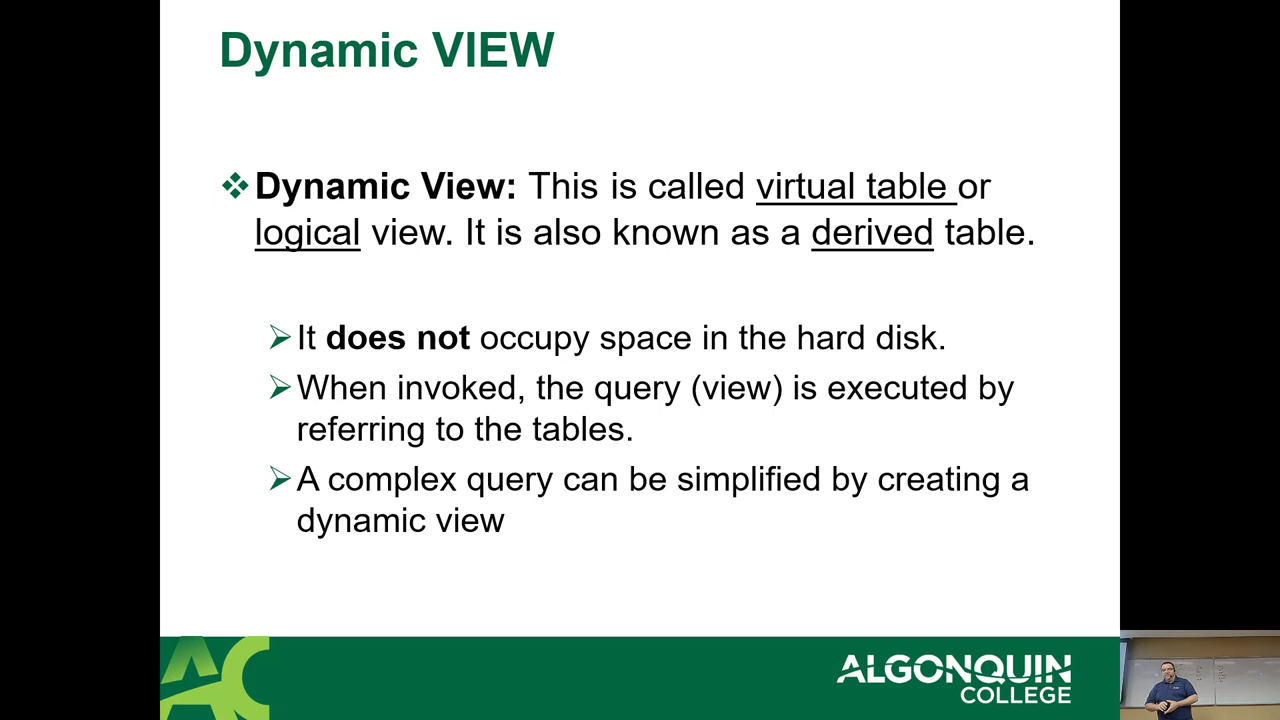 Dynamic VIEW
Dynamic View: This is called virtual table or
logical view. It is also known as a derived table.
It does not occupy space in the hard disk.
When invoked, the query (view) is executed by
referring to the tables.
A complex query can be simplified by creating a
dynamic view
AC
ALGONQUIN
COLLEGE